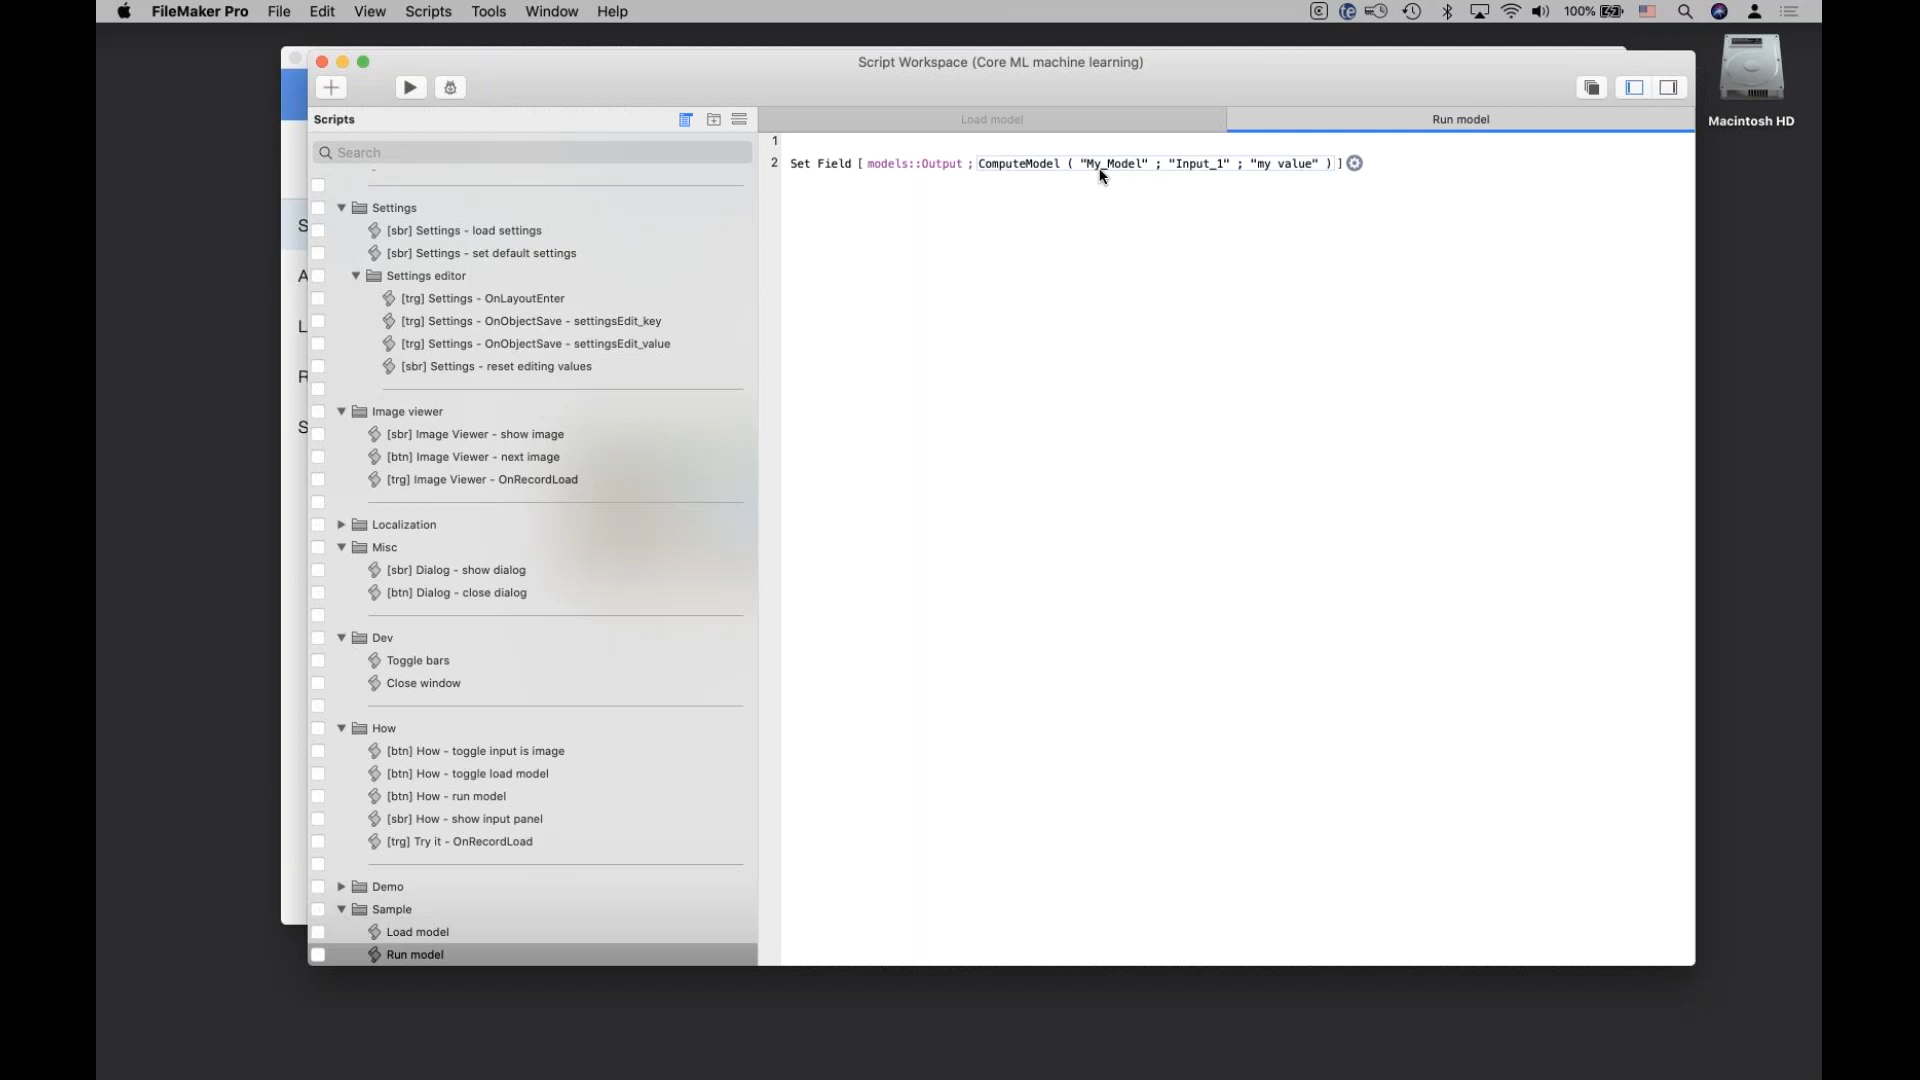 FileMaker Pro File Edit View Scripts Tools Window Help 100%
Macintosh HD
Script Workspace (Core ML machine learning)
Scripts
Load model
Run model
Search
1
2 Set Field [ models::Output ; ComputeModel ( "My_Model" ; "Input_1" ; "my value" ) ]
Settings
[sbr] Settings - load settings
[sbr] Settings - set default settings
Settings editor
[trg] Settings - OnLayoutEnter
[trg] Settings - OnObjectSave - settingsEdit_key
[trg] Settings - OnObjectSave - settingsEdit_value
[sbr] Settings - reset editing values
Image viewer
[sbr] Image Viewer - show image
[btn] Image Viewer - next image
[trg] Image Viewer - OnRecordLoad
Localization
Misc
[sbr] Dialog - show dialog
[btn] Dialog - close dialog
Dev
Toggle bars
Close window
How
[btn] How - toggle input is image
[btn] How - toggle load model
[btn] How - run model
[sbr] How - show input panel
[trg] Try it - OnRecordLoad
Demo
Sample
Load model
Run model
S
A
L
R
S